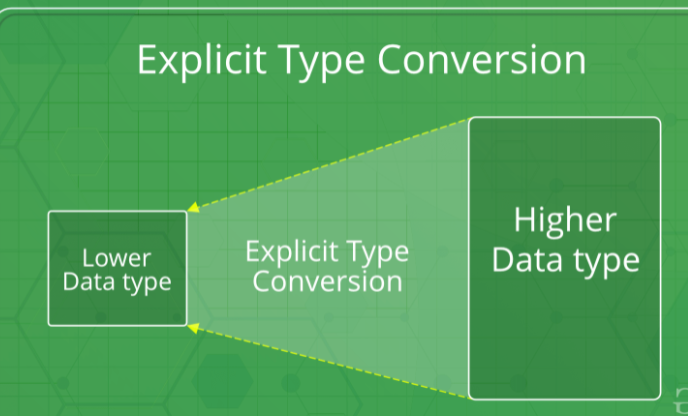 Explicit Type Conversion
Lower
Data type
Explicit Type
Conversion
Higher
Data type